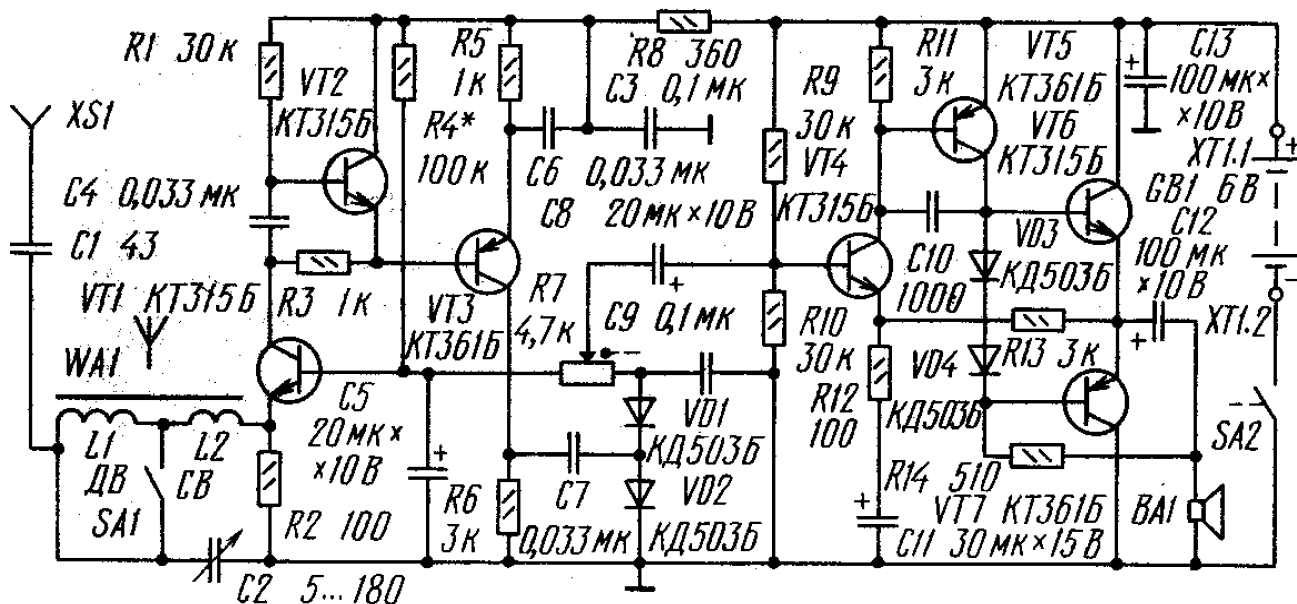 R1 30к
VT2
КТ315Б
R5
1к
R4*
100к
R8 360
C3 0,1мк
C6 0,033мк
R9
30к
VT4
КТ315Б
R11
3к
VT5
КТ361Б
VT6
КТ315Б
C13
100мк×
×10В
XT1.1
+
GB1 6В
-
C12
100мк
×10В
XT1.2
XS1
C4 0,033мк
C1 43
VT1 КТ315Б
R3 1к
VT3
КТ361Б
C8 20мк×10В
R7
4,7к
C9 0,1мк
C10
1000
VD3
КД503Б
R10
30к
R13 3к
VD4
КД503Б
R12
100
WA1
L1
ДВ
L2
СВ
SA1
R2 100
C2 5...180
C5
20мк×
×10В
R6
3к
C7
0,033мк
VD1
КД503Б
VD2
КД503Б
R14 510
VT7 КТ361Б
C11 30мк×15В
BA1
SA2